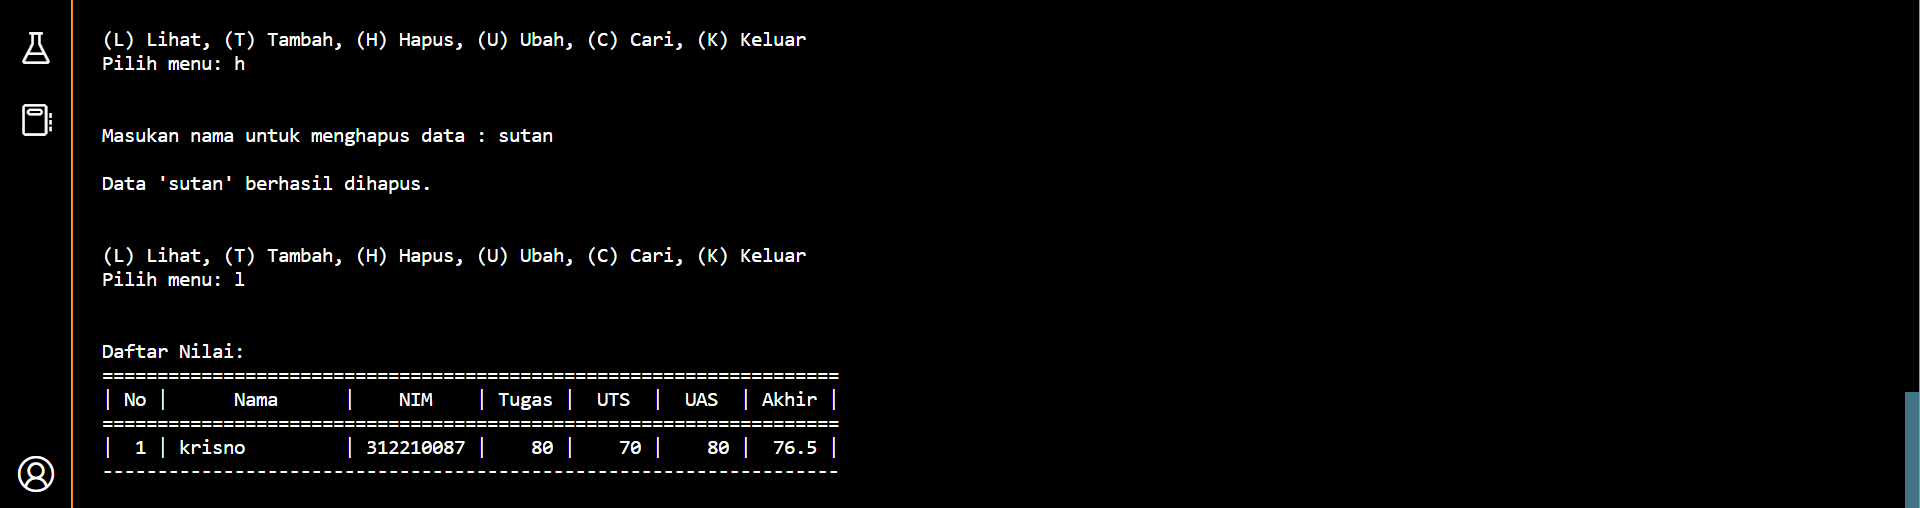 (L) Lihat, (T) Tambah, (H) Hapus, (U) Ubah, (C) Cari, (K) Keluar
Pilih menu: h
Masukan nama untuk menghapus data : sutan
Data 'sutan' berhasil dihapus.
(L) Lihat, (T) Tambah, (H) Hapus, (U) Ubah, (C) Cari, (K) Keluar
Pilih menu: l
Daftar Nilai:
===================================================================
| No |      Nama      |    NIM    | Tugas |  UTS  |  UAS  | Akhir |
===================================================================
|  1 | krisno         | 312210087 |    80 |    70 |    80 |  76.5 |
-------------------------------------------------------------------